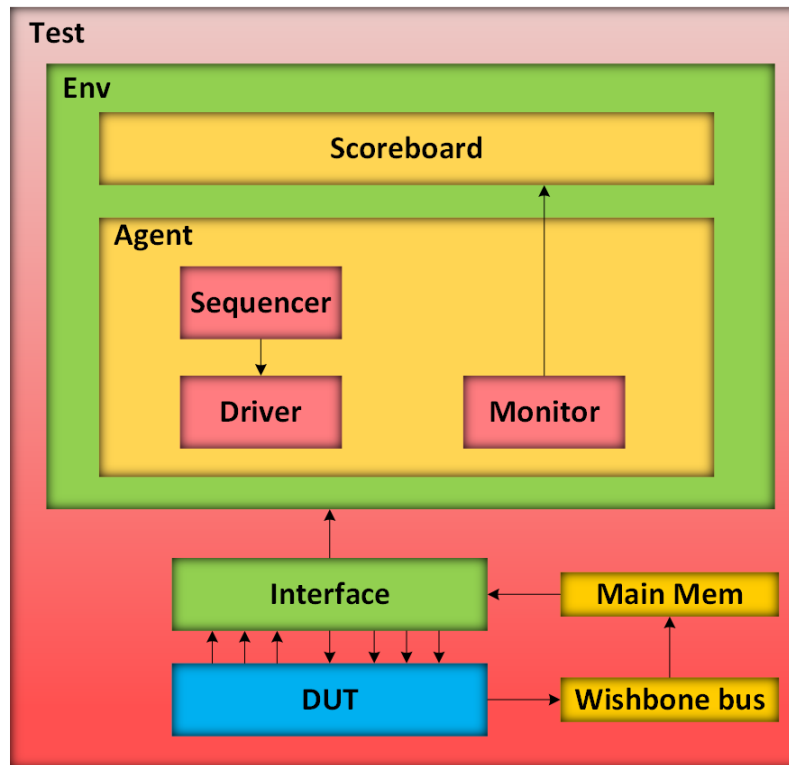 Test
Env
Scoreboard
Agent
Sequencer
Driver
Monitor
Interface
Main Mem
DUT
Wishbone bus